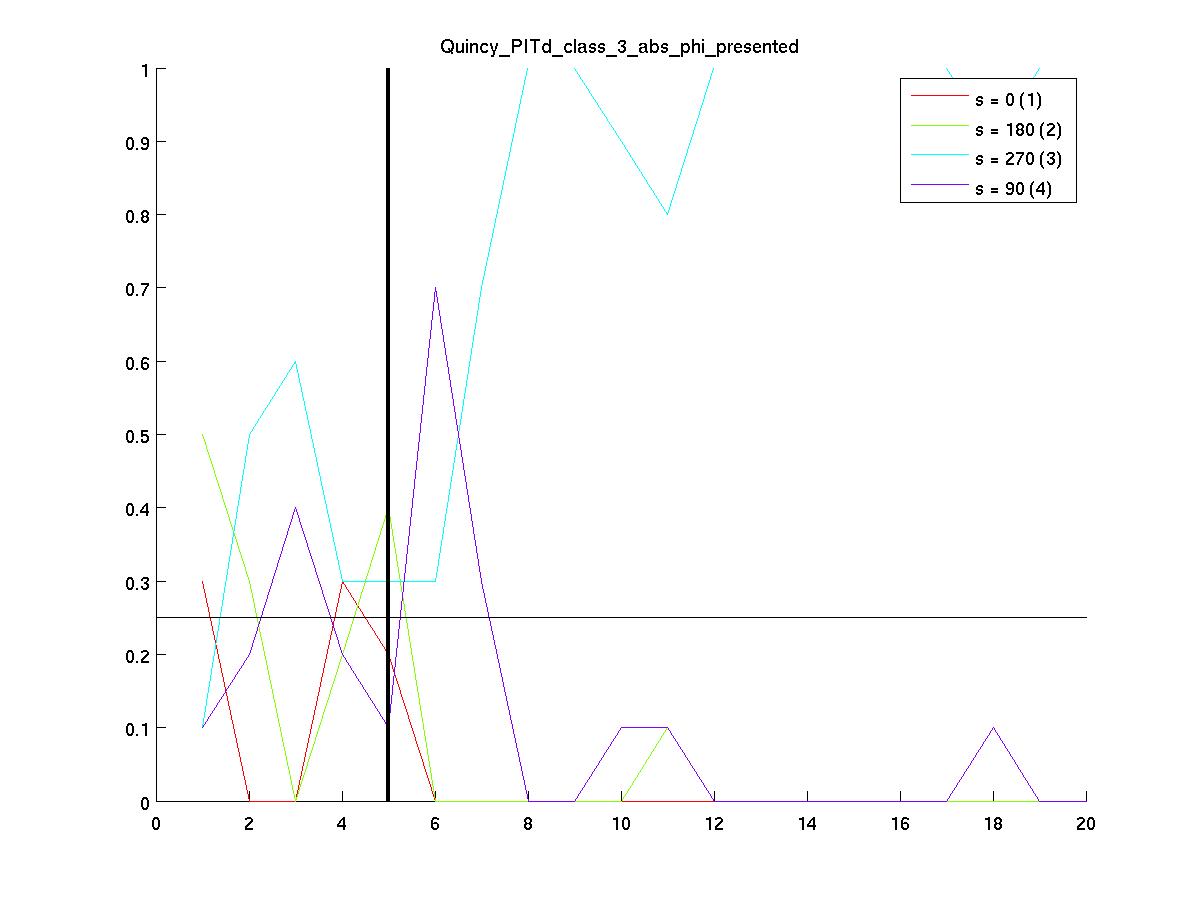 Quincy_PITd_class_3_abs_phi_presented
s = 0 (1)
s = 180 (2)
s = 270 (3)
s = 90 (4)
1
0.9
0.8
0.7
0.6
0.5
0.4
0.3
0.2
0.1
0
0 2 4 6 8 10 12 14 16 18 20